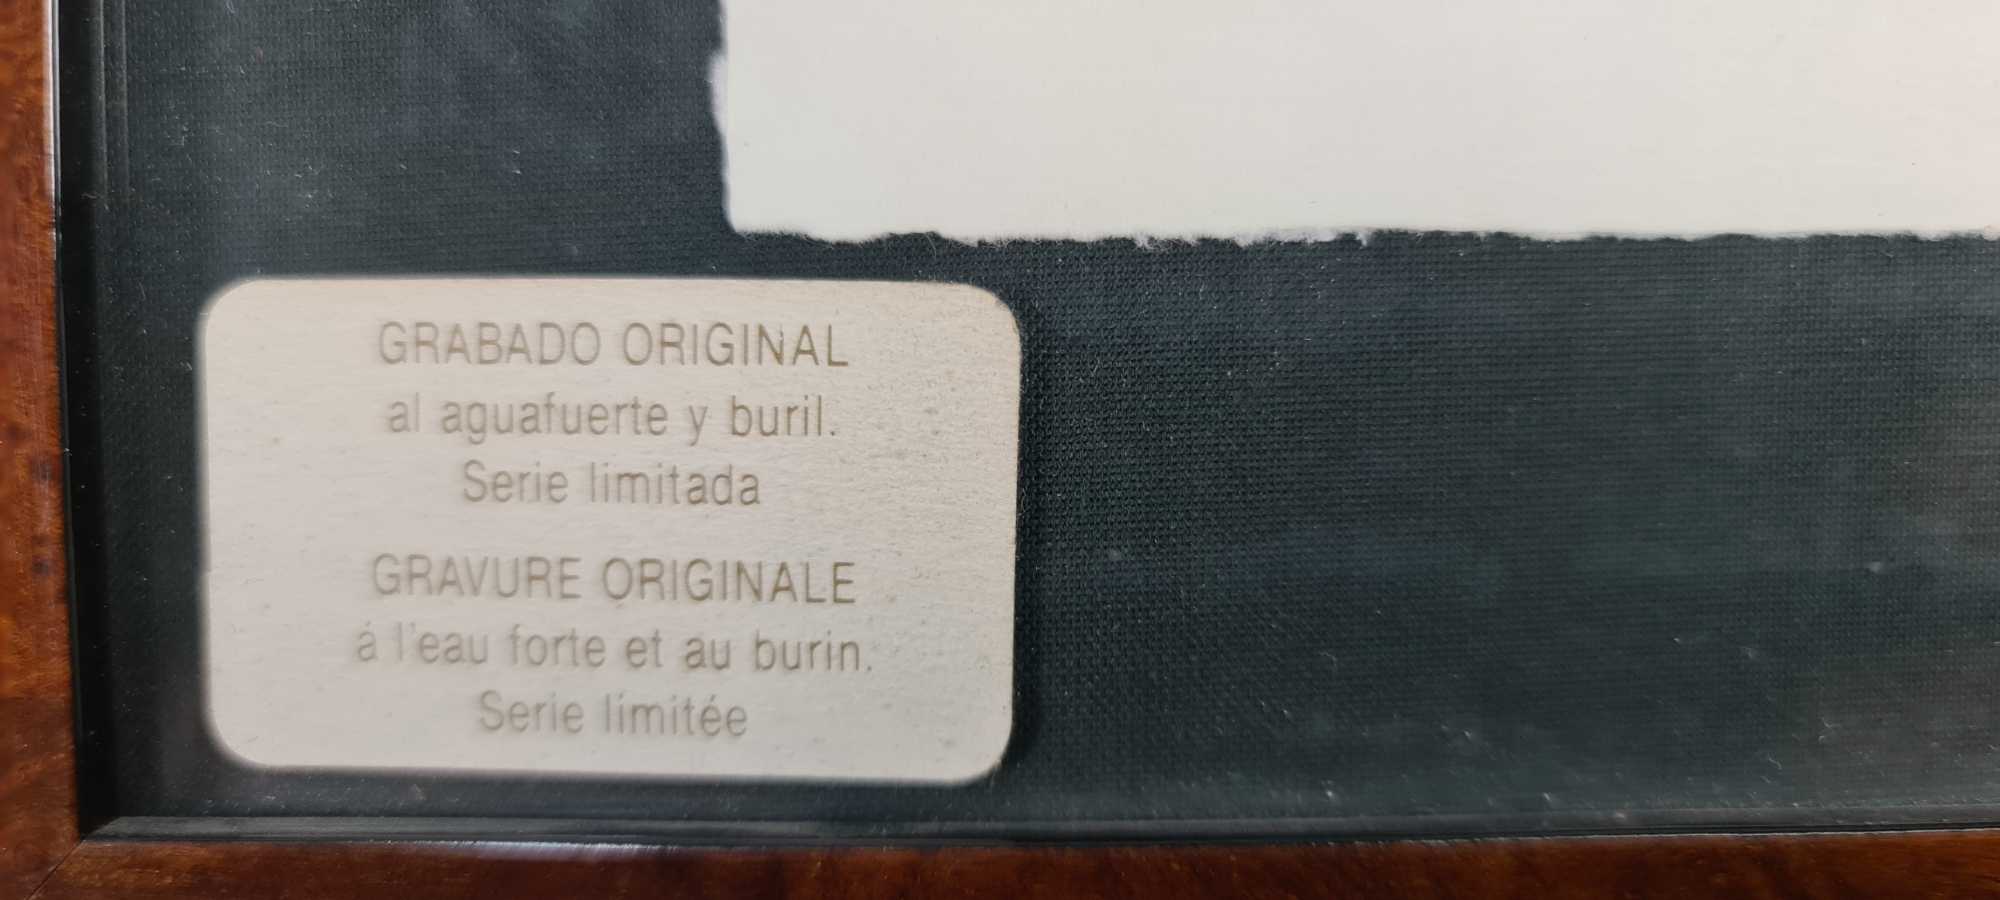 GRABADO ORIGINAL
al aguafuerte y buril.
Serie limitada
GRAVURE ORIGINALE
á l'eau forte et au burin.
Serie limitée